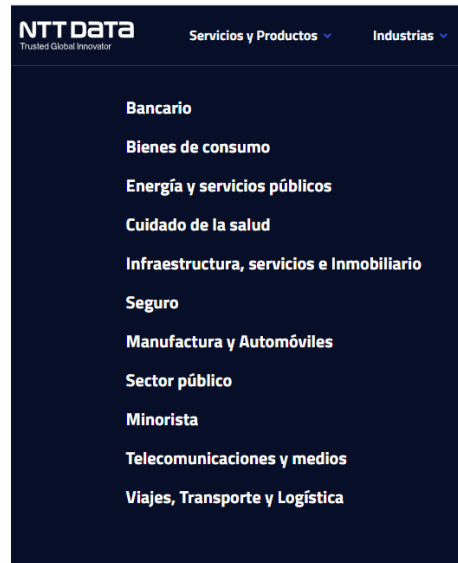 NTT DATA
Trusted Global Innovator
Servicios y Productos
Industrias
Bancario
Bienes de consumo
Energía y servicios públicos
Cuidado de la salud
Infraestructura, servicios e Inmobiliario
Seguro
Manufactura y Automóviles
Sector público
Minorista
Telecomunicaciones y medios
Viajes, Transporte y Logística